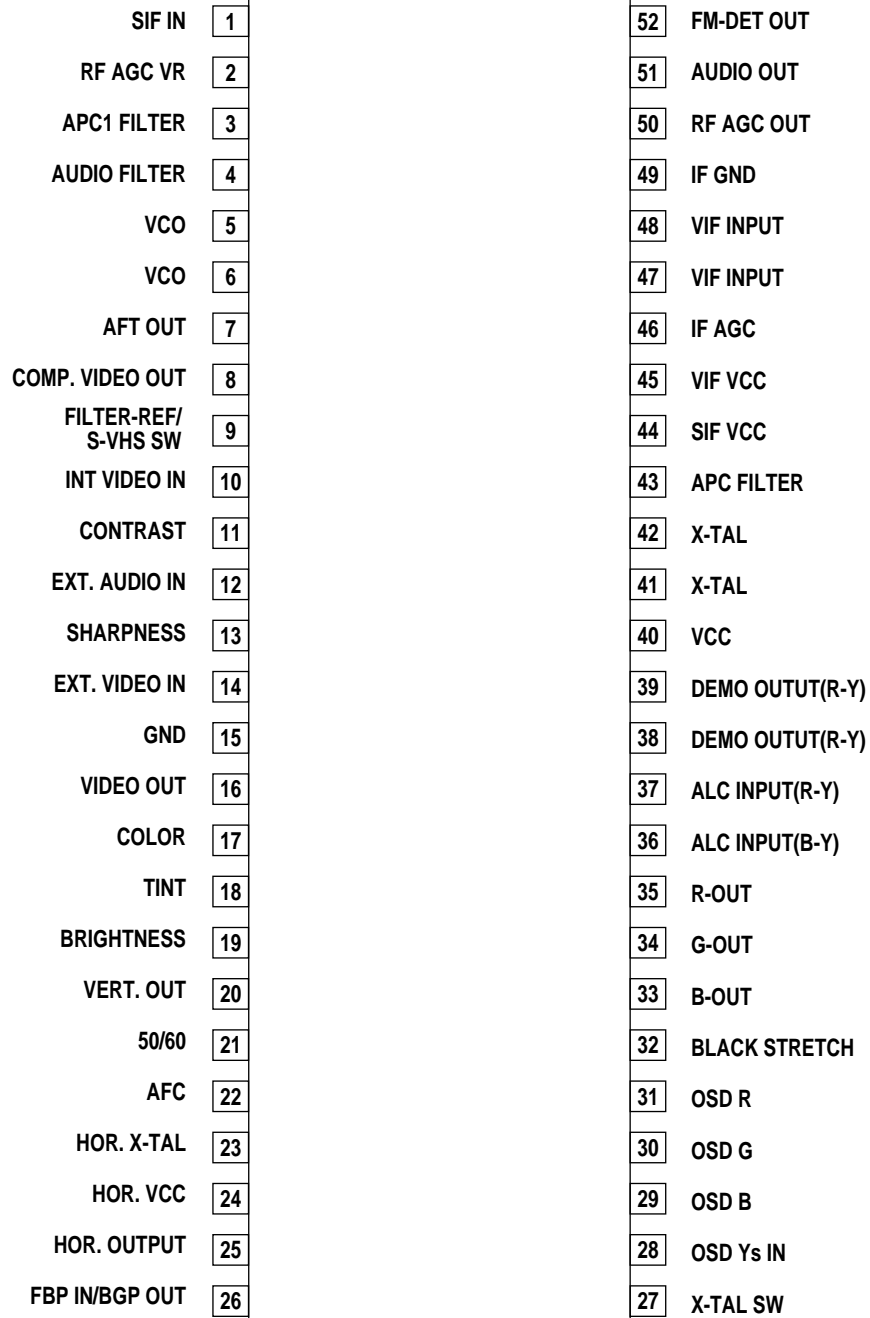 SIF IN 1
RF AGC VR 2
APC1 FILTER 3
AUDIO FILTER 4
VCO 5
VCO 6
AFT OUT 7
COMP. VIDEO OUT 8
FILTER-REF/
S-VHS SW 9
INT VIDEO IN 10
CONTRAST 11
EXT. AUDIO IN 12
SHARPNESS 13
EXT. VIDEO IN 14
GND 15
VIDEO OUT 16
COLOR 17
TINT 18
BRIGHTNESS 19
VERT. OUT 20
50/60 21
AFC 22
HOR. X-TAL 23
HOR. VCC 24
HOR. OUTPUT 25
FBP IN/BGP OUT 26
52 FM-DET OUT
51 AUDIO OUT
50 RF AGC OUT
49 IF GND
48 VIF INPUT
47 VIF INPUT
46 IF AGC
45 VIF VCC
44 SIF VCC
43 APC FILTER
42 X-TAL
41 X-TAL
40 VCC
39 DEMO OUTUT(R-Y)
38 DEMO OUTUT(R-Y)
37 ALC INPUT(R-Y)
36 ALC INPUT(B-Y)
35 R-OUT
34 G-OUT
33 B-OUT
32 BLACK STRETCH
31 OSD R
30 OSD G
29 OSD B
28 OSD Ys IN
27 X-TAL SW